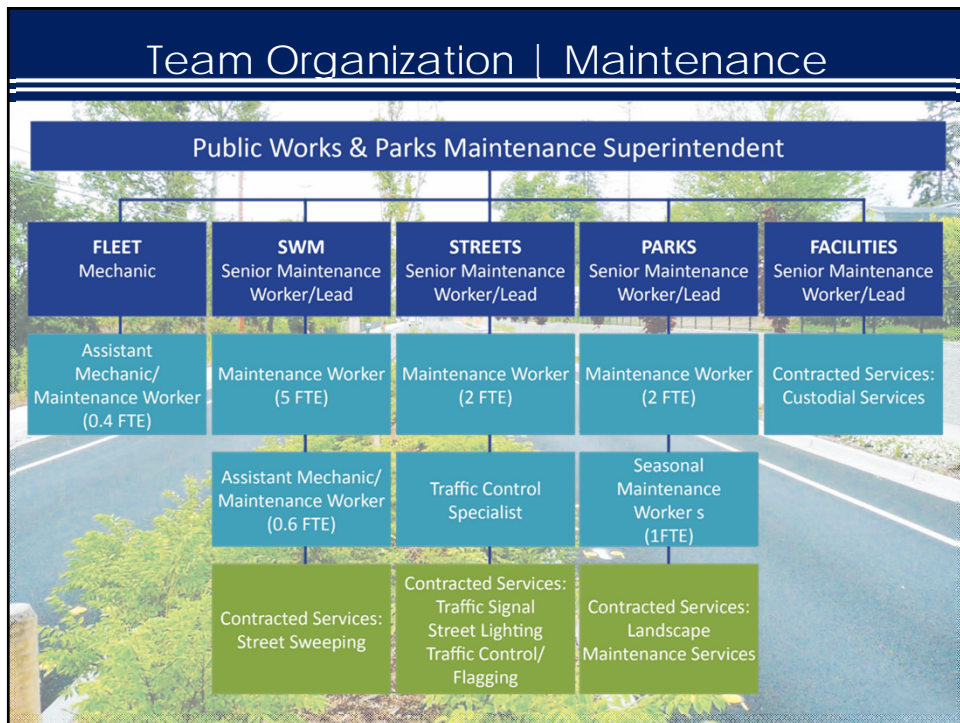 Team Organization | Maintenance
Public Works & Parks Maintenance Superintendent
FLEET
Mechanic
SWM
Senior Maintenance
Worker/Lead
STREETS
Senior Maintenance
Worker/Lead
PARKS
Senior Maintenance
Worker/Lead
FACILITIES
Senior Maintenance
Worker/Lead
Assistant
Mechanic/
Maintenance Worker
(0.4 FTE)
Maintenance Worker
(5 FTE)
Maintenance Worker
(2 FTE)
Maintenance Worker
(2 FTE)
Contracted Services:
Custodial Services
Assistant Mechanic/
Maintenance Worker
(0.6 FTE)
Traffic Control
Specialist
Seasonal
Maintenance
Worker s
(1FTE)
Contracted Services:
Street Sweeping
Contracted Services:
Traffic Signal
Street Lighting
Traffic Control/
Flagging
Contracted Services:
Landscape
Maintenance Services